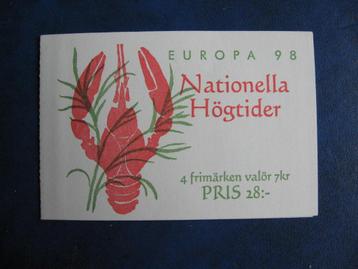 EUROPA 98
Nationella
Högtider
4 frimärken valör 7kr
PRIS 28:-